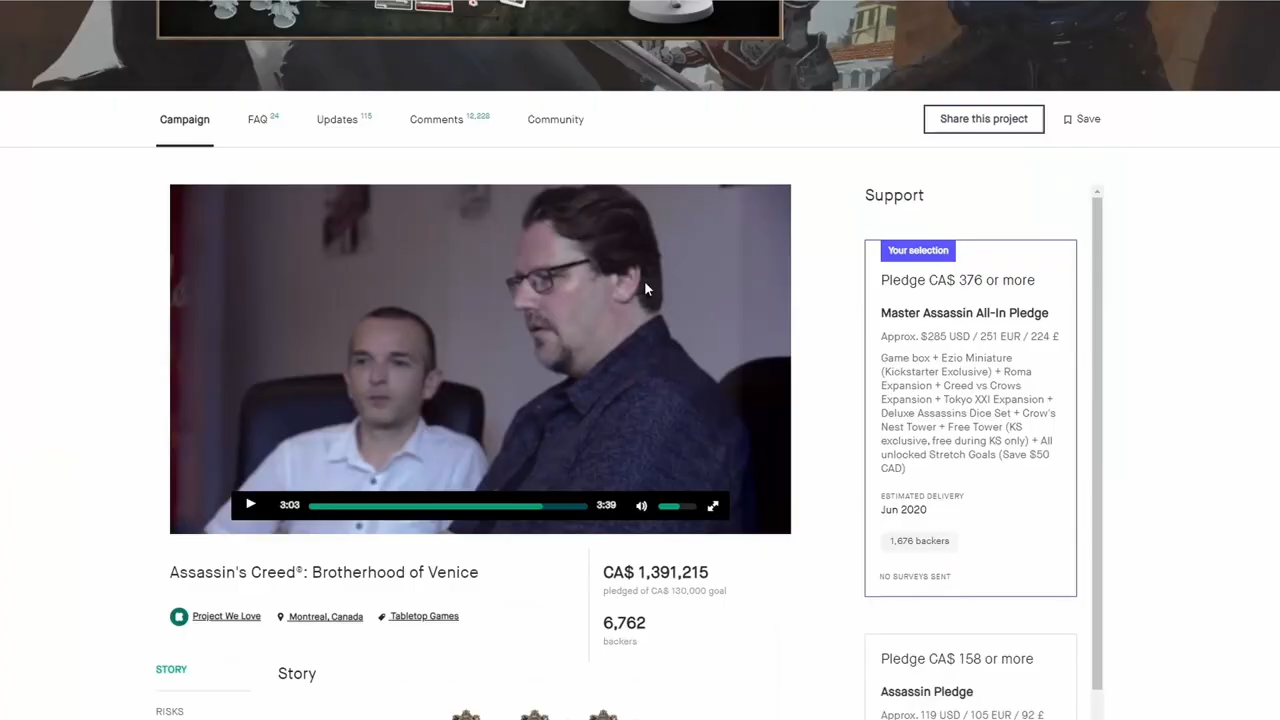 Campaign
FAQ 24
Updates 115
Comments 12,228
Community
Share this project
Save
Support
Your selection
Pledge CA$ 376 or more
Master Assassin All-In Pledge
Approx. $285 USD / 251 EUR / 224 £
Game box + Ezio Miniature
(Kickstarter Exclusive) + Roma
Expansion + Creed vs Crows
Expansion + Tokyo XXI Expansion +
Deluxe Assassins Dice Set + Crow's
Nest Tower + Free Tower (KS
exclusive, free during KS only) + All
unlocked Stretch Goals (Save $50
CAD)
ESTIMATED DELIVERY
Jun 2020
1,676 backers
NO SURVEYS SENT
3:03
3:39
Assassin's Creed®: Brotherhood of Venice
Project We Love
Montreal, Canada
Tabletop Games
CA$ 1,391,215
pledged of CA$ 130,000 goal
6,762
backers
STORY
RISKS
Story
Pledge CA$ 158 or more
Assassin Pledge
Approx. 119 USD / 105 EUR / 92 £